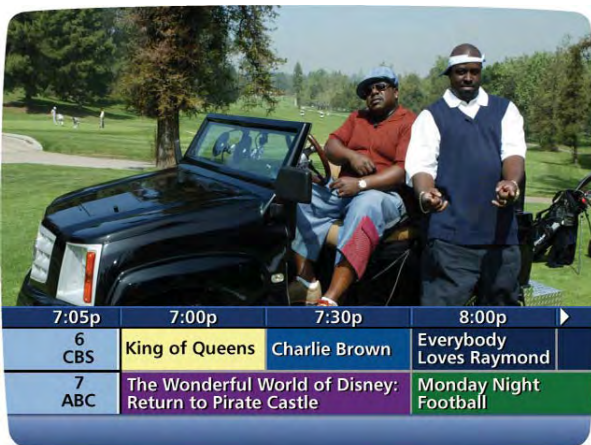 7:05p 7:00p 7:30p 8:00p
6
CBS
King of Queens
Charlie Brown
Everybody
Loves Raymond
7
ABC
The Wonderful World of Disney:
Return to Pirate Castle
Monday Night
Football